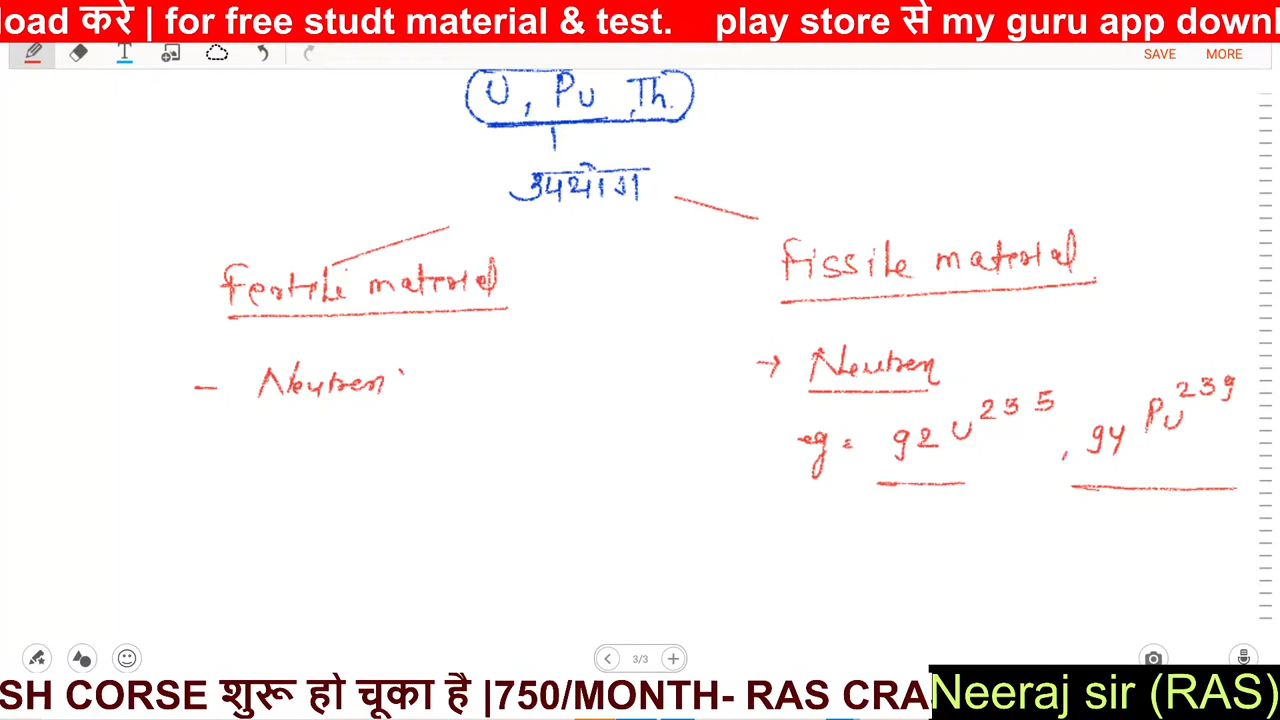 load करे | for free studt material & test. play store से my guru app downl
T SAVE MORE
U, Pu, Th.
उपयोग
Fertile material
Fissile material
- Neutron
→ Neutron
eg = 92 U 235, 94 Pu 239
3/3
SH CORSE शुरू हो चूका है |750/MONTH- RAS CRA
Neeraj sir (RAS)